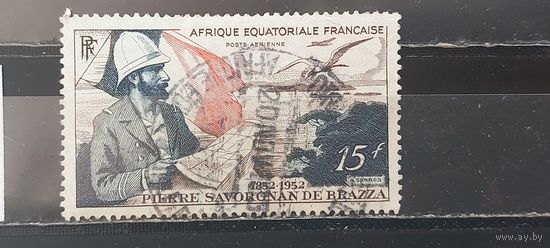 RF
AFRIQUE EQUATORIALE FRANCAISE
POSTE AERIENNE
15F
1852-1952
PIERRE SAVORGNAN DE BRAZZA
www.ay.by